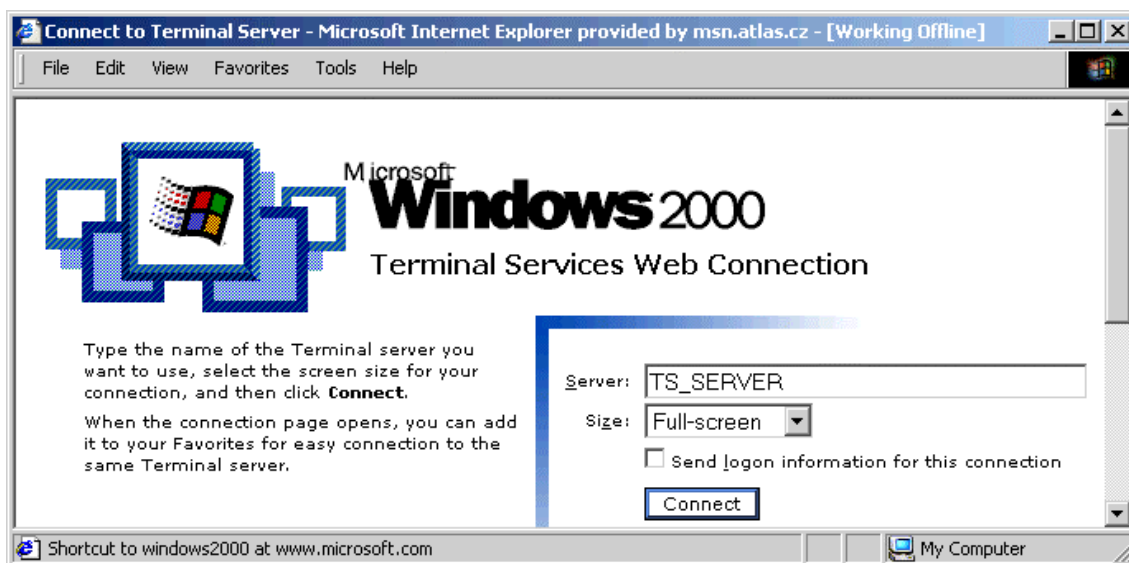 Connect to Terminal Server - Microsoft Internet Explorer provided by msn.atlas.cz - [Working Offline]
File Edit View Favorites Tools Help
Microsoft
Windows 2000
Terminal Services Web Connection
Type the name of the Terminal server you
want to use, select the screen size for your
connection, and then click Connect.
When the connection page opens, you can add
it to your Favorites for easy connection to the
same Terminal server.
Server: TS_SERVER
Size: Full-screen
Send logon information for this connection
Connect
Shortcut to windows2000 at www.microsoft.com
My Computer